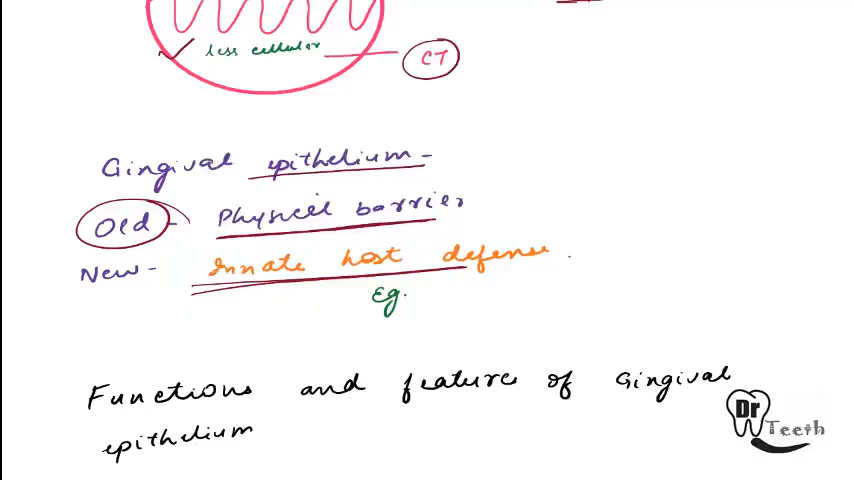 less cellular
CT
Gingival epithelium -
Old - Physical barrier
New - Innate host defense.
Eg.
Functions and feature of Gingival
epithelium
Dr
Teeth